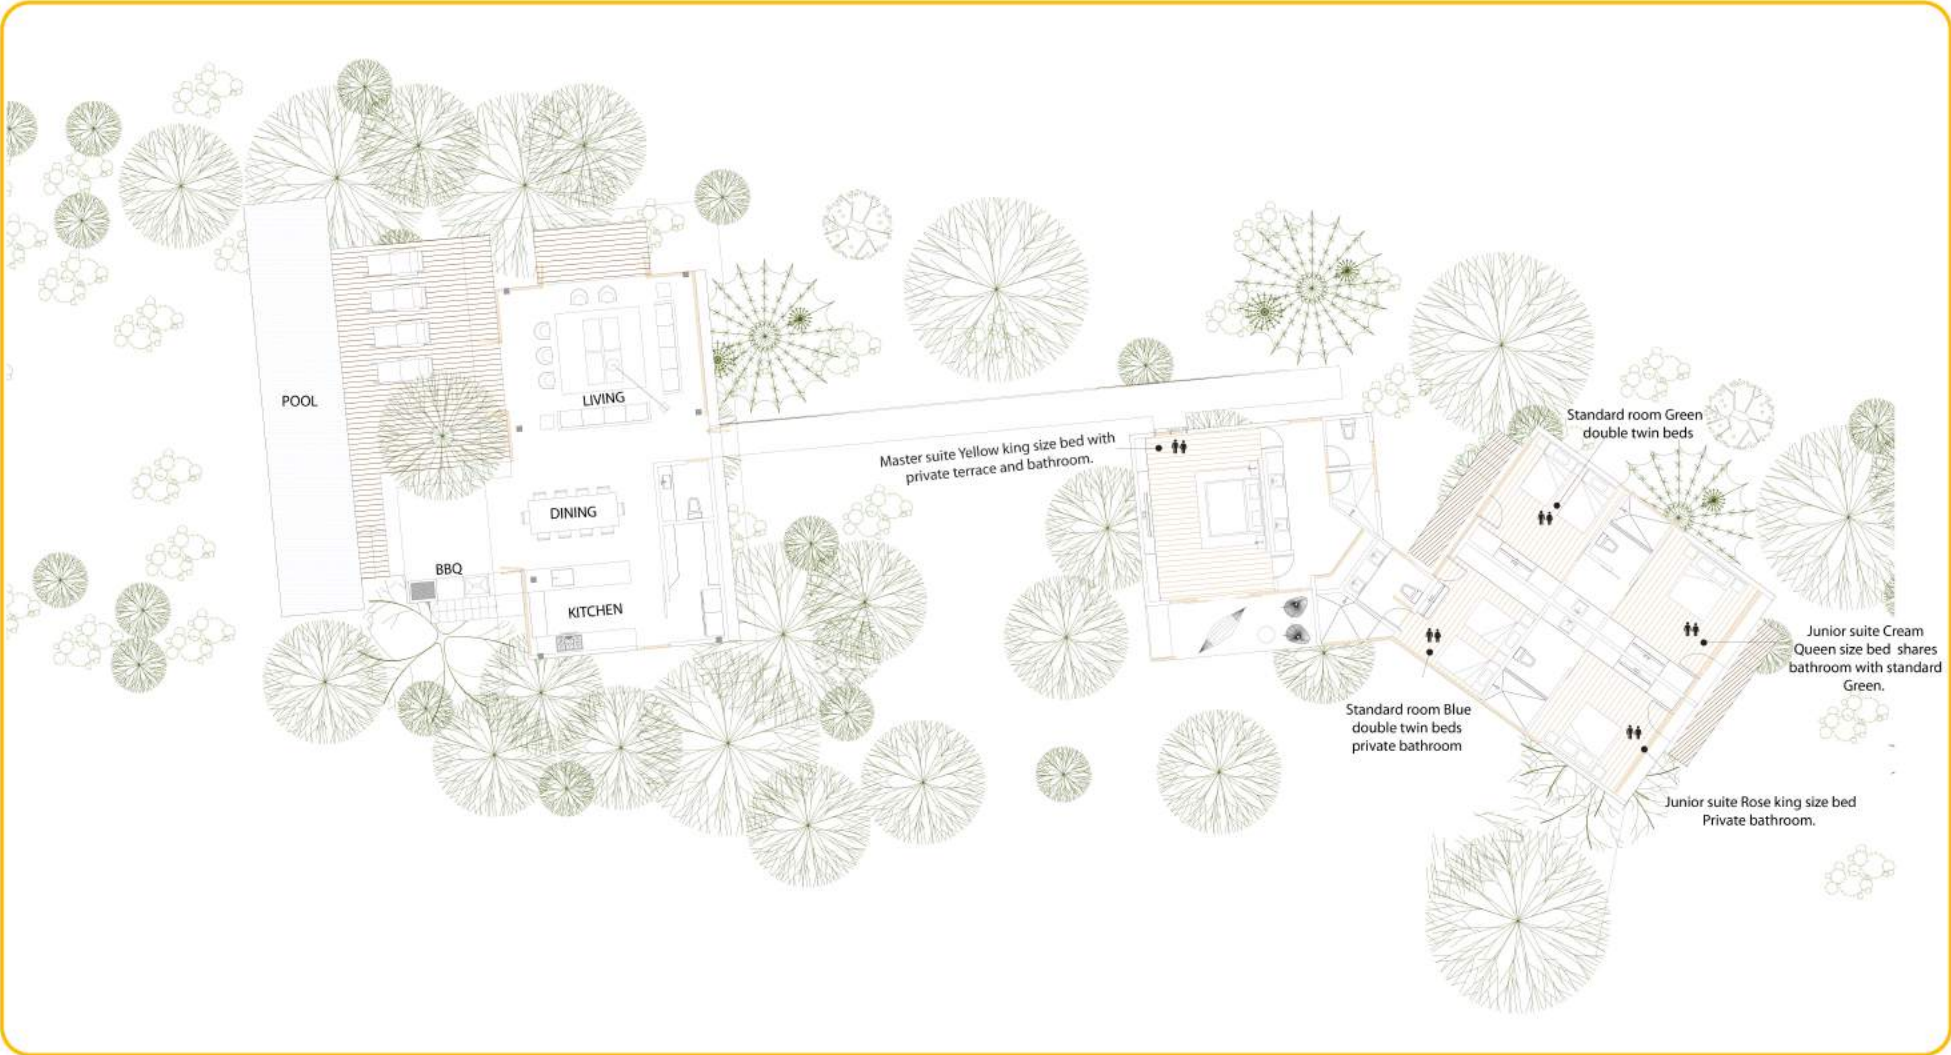 POOL
LIVING
DINING
BBQ
KITCHEN
Master suite Yellow king size bed with
private terrace and bathroom.
Standard room Green
double twin beds
Junior suite Cream
Queen size bed  shares
bathroom with standard
Green.
Standard room Blue
double twin beds
private bathroom
Junior suite Rose king size bed
Private bathroom.